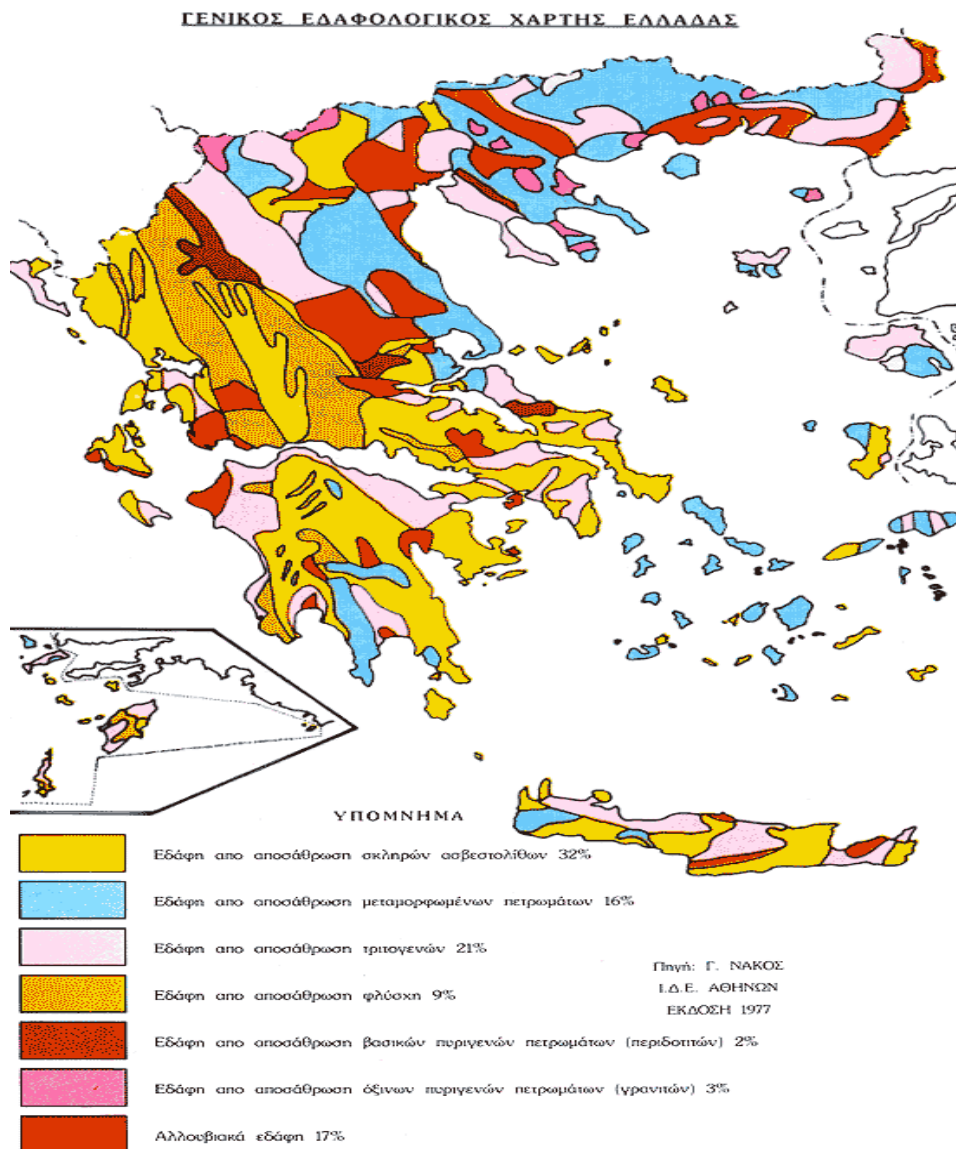 ΓΕΝΙΚΟΣ ΕΔΑΦΟΛΟΓΙΚΟΣ ΧΑΡΤΗΣ ΕΛΛΑΔΑΣ
ΥΠΟΜΝΗΜΑ
Εδάφη απο αποσάθρωση σκληρών ασβεστολίθων 32%
Εδάφη απο αποσάθρωση μεταμορφωμένων πετρωμάτων 16%
Εδάφη απο αποσάθρωση τριτογενών 21%
Εδάφη απο αποσάθρωση φλύσχη 9%
Εδάφη απο αποσάθρωση βασικών πυριγενών πετρωμάτων (περιδοτιτών) 2%
Εδάφη απο αποσάθρωση όξινων πυριγενών πετρωμάτων (γρανιτών) 3%
Αλλουβιακά εδάφη 17%
Πηγή: Γ. ΝΑΚΟΣ
Ι.Δ.Ε. ΑΘΗΝΩΝ
ΕΚΔΟΣΗ 1977